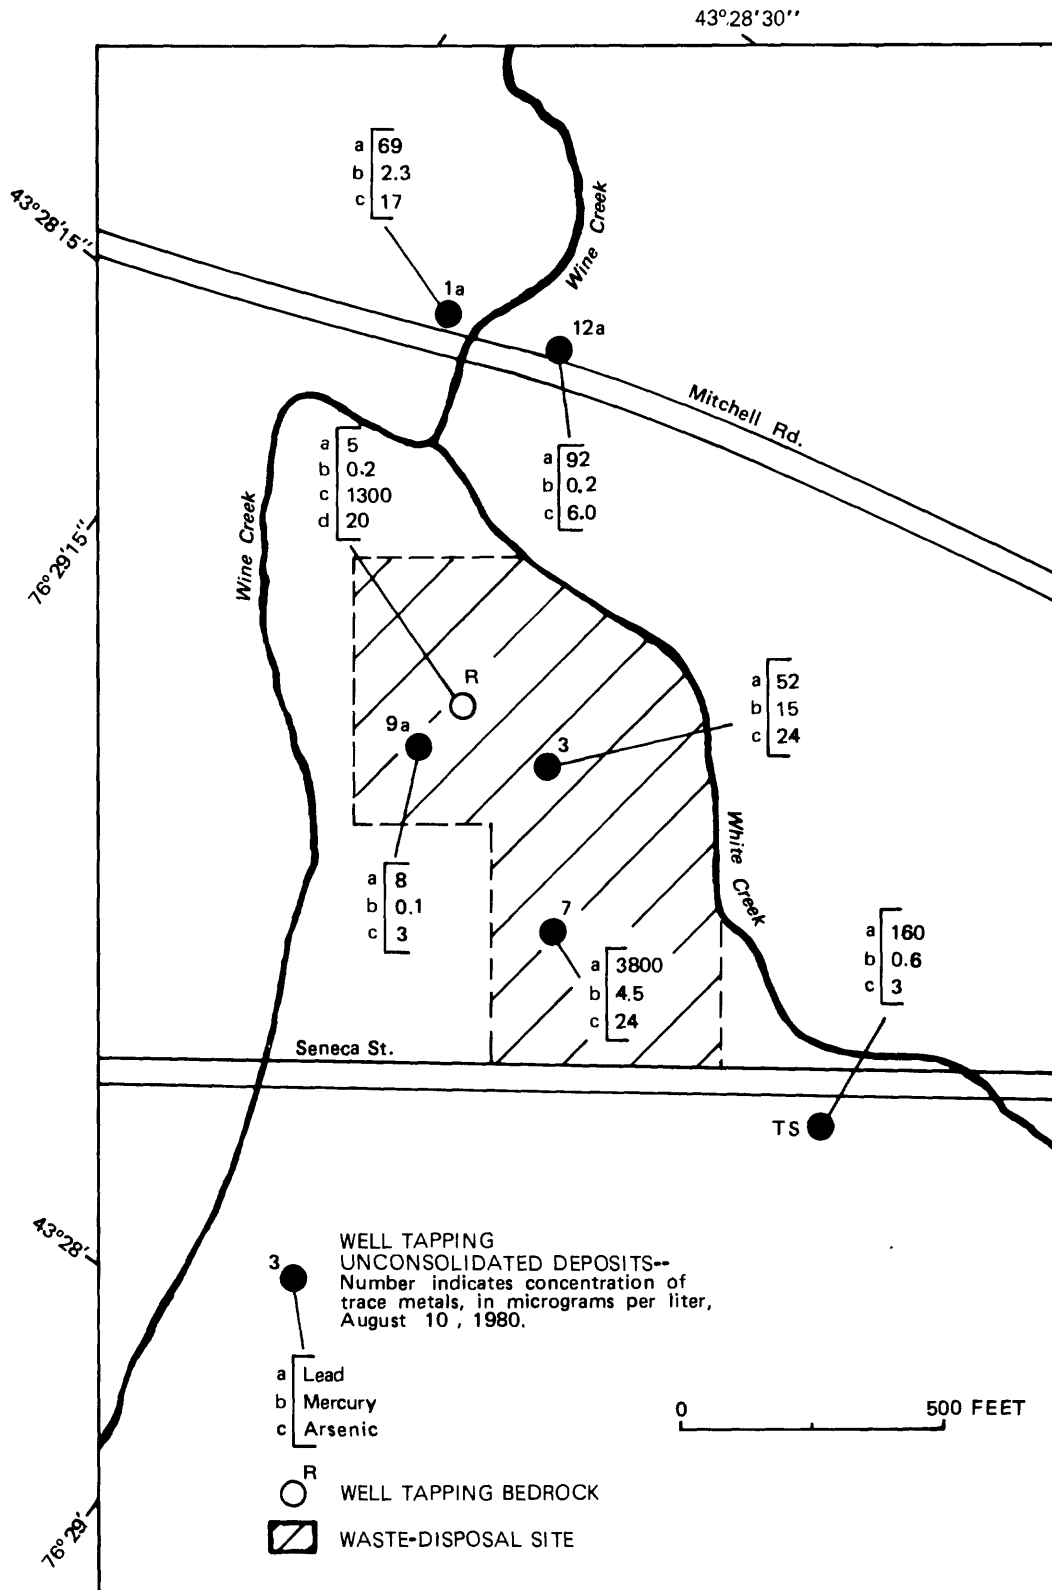 43°28'30''
a 69
b 2.3
c 17
43°28'15''
Wine Creek
1a
12a
Mitchell Rd.
a 5
b 0.2
c 1300
d 20
a 92
b 0.2
c 6.0
Wine Creek
76°29'15''
R
a 52
b 15
c 24
9a
3
White Creek
a 8
b 0.1
c 3
7
a 3800
b 4.5
c 24
a 160
b 0.6
c 3
Seneca St.
TS
43°28'
3
WELL TAPPING
UNCONSOLIDATED DEPOSITS--
Number indicates concentration of
trace metals, in micrograms per liter,
August 10, 1980.
a Lead
b Mercury
c Arsenic
0 500 FEET
R
WELL TAPPING BEDROCK
WASTE-DISPOSAL SITE
76°29'